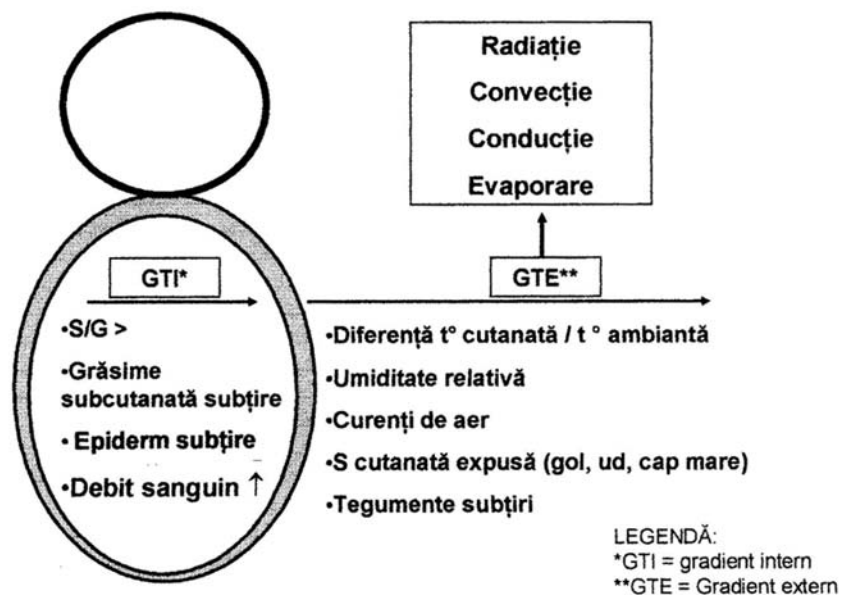 Radiație
Convecție
Conducție
Evaporare
GTI*
GTE**
•S/G >
•Grăsime
subcutanată subțire
• Epiderm subțire
•Debit sanguin ↑
•Diferență t° cutanată / t ° ambiantă
•Umiditate relativă
•Curenți de aer
•S cutanată expusă (gol, ud, cap mare)
•Tegumente subțiri
LEGENDĂ:
*GTI = gradient intern
**GTE = Gradient extern